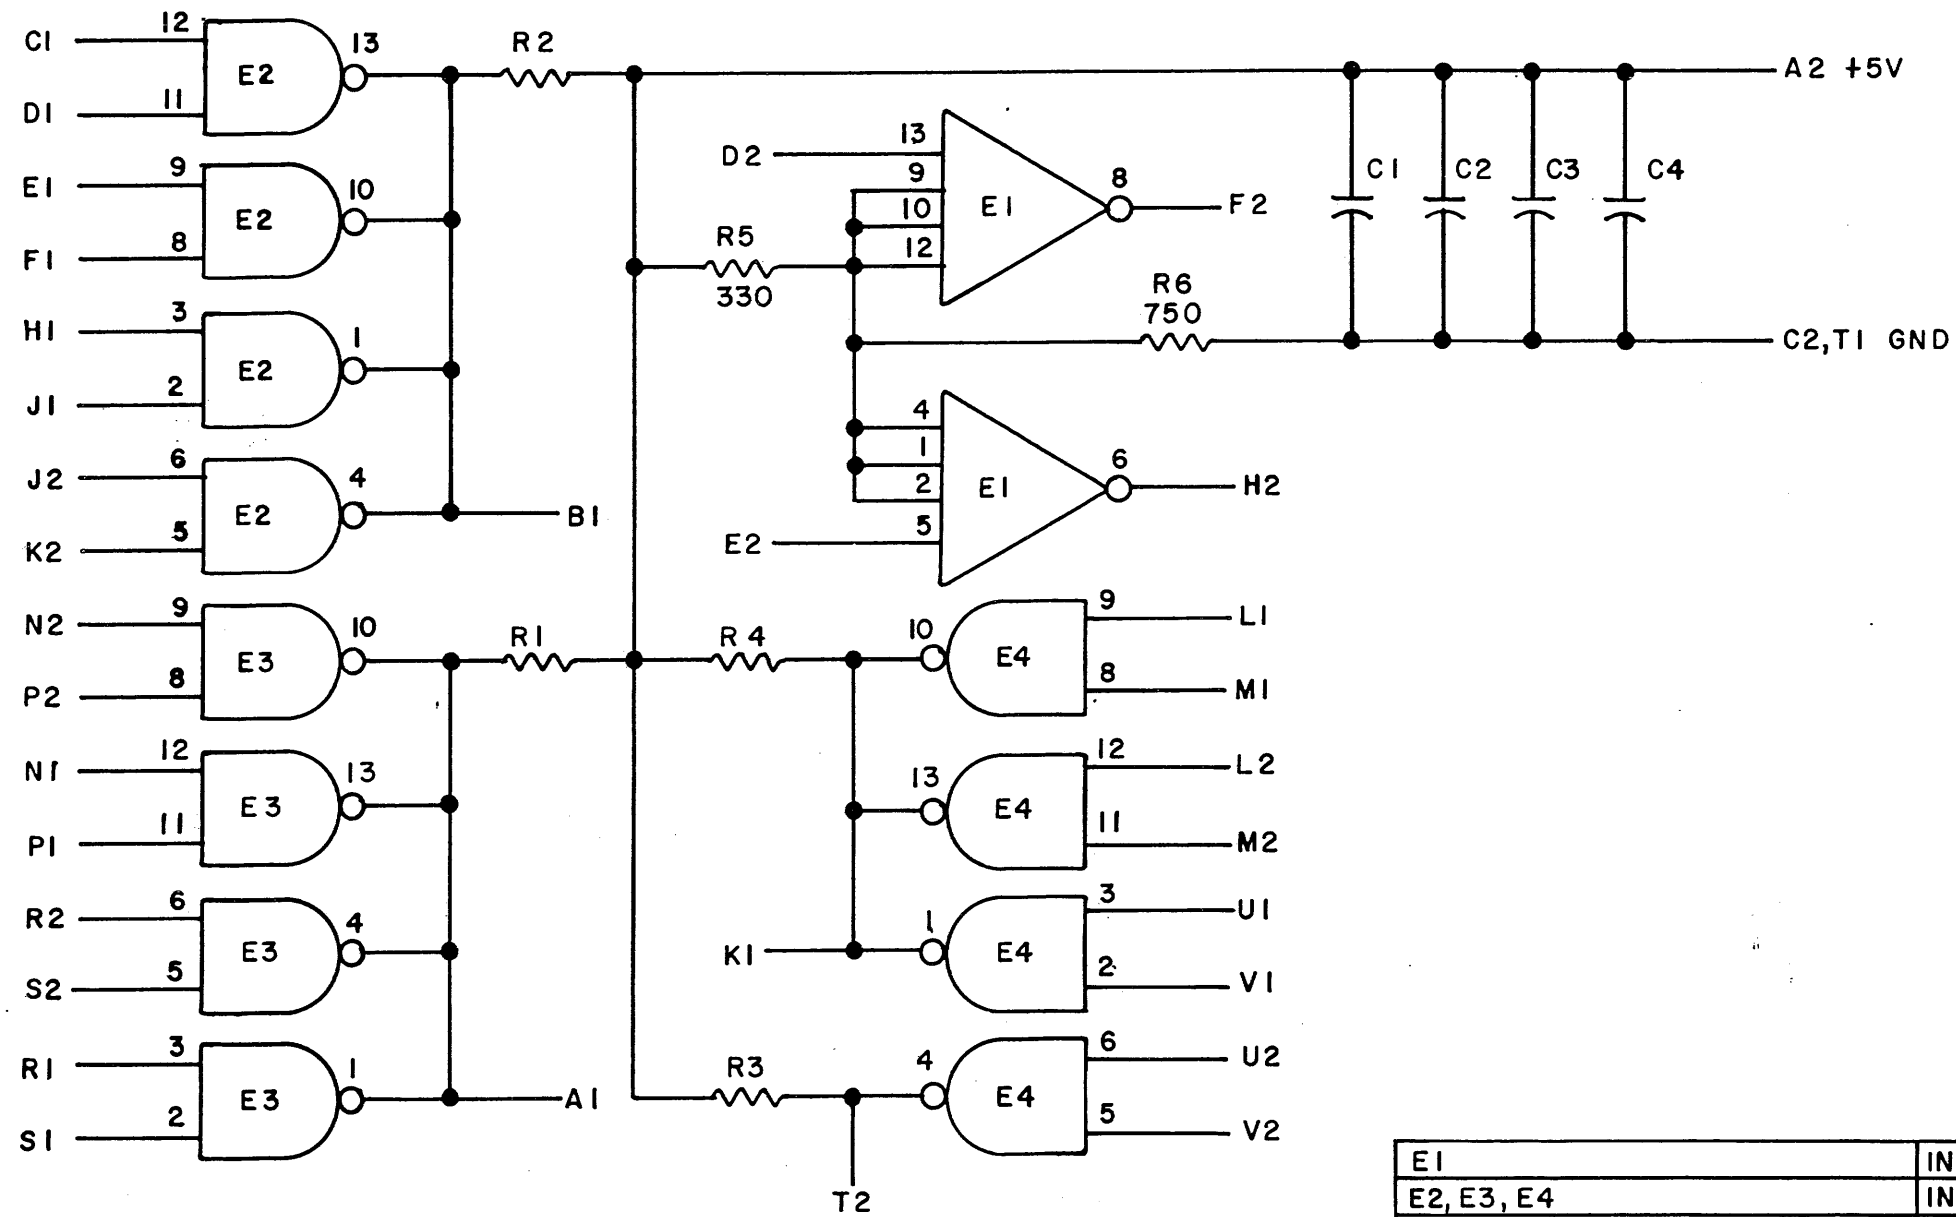 C1 12 E2 13 R2 A2 +5V
D1 11
E1 9 E2 10
F1 8
H1 3 E2 1
J1 2
J2 6 E2 4 B1
K2 5
D2 13 E1 8 F2
9
10
12
R5
330
R6
750
C1 C2 C3 C4
C2,T1 GND
4 E1 6 H2
1
2
E2 5
N2 9 E3 10 R1 R4
P2 8
N1 12 E3 13
P1 11
R2 6 E3 4
S2 5
R1 3 E3 1 A1
S1 2
10 E4 9 L1
8 M1
13 E4 12 L2
11 M2
K1 1 E4 3 U1
2 V1
R3 4 E4 6 U2
5 V2
T2
E1 IN
E2, E3, E4 IN